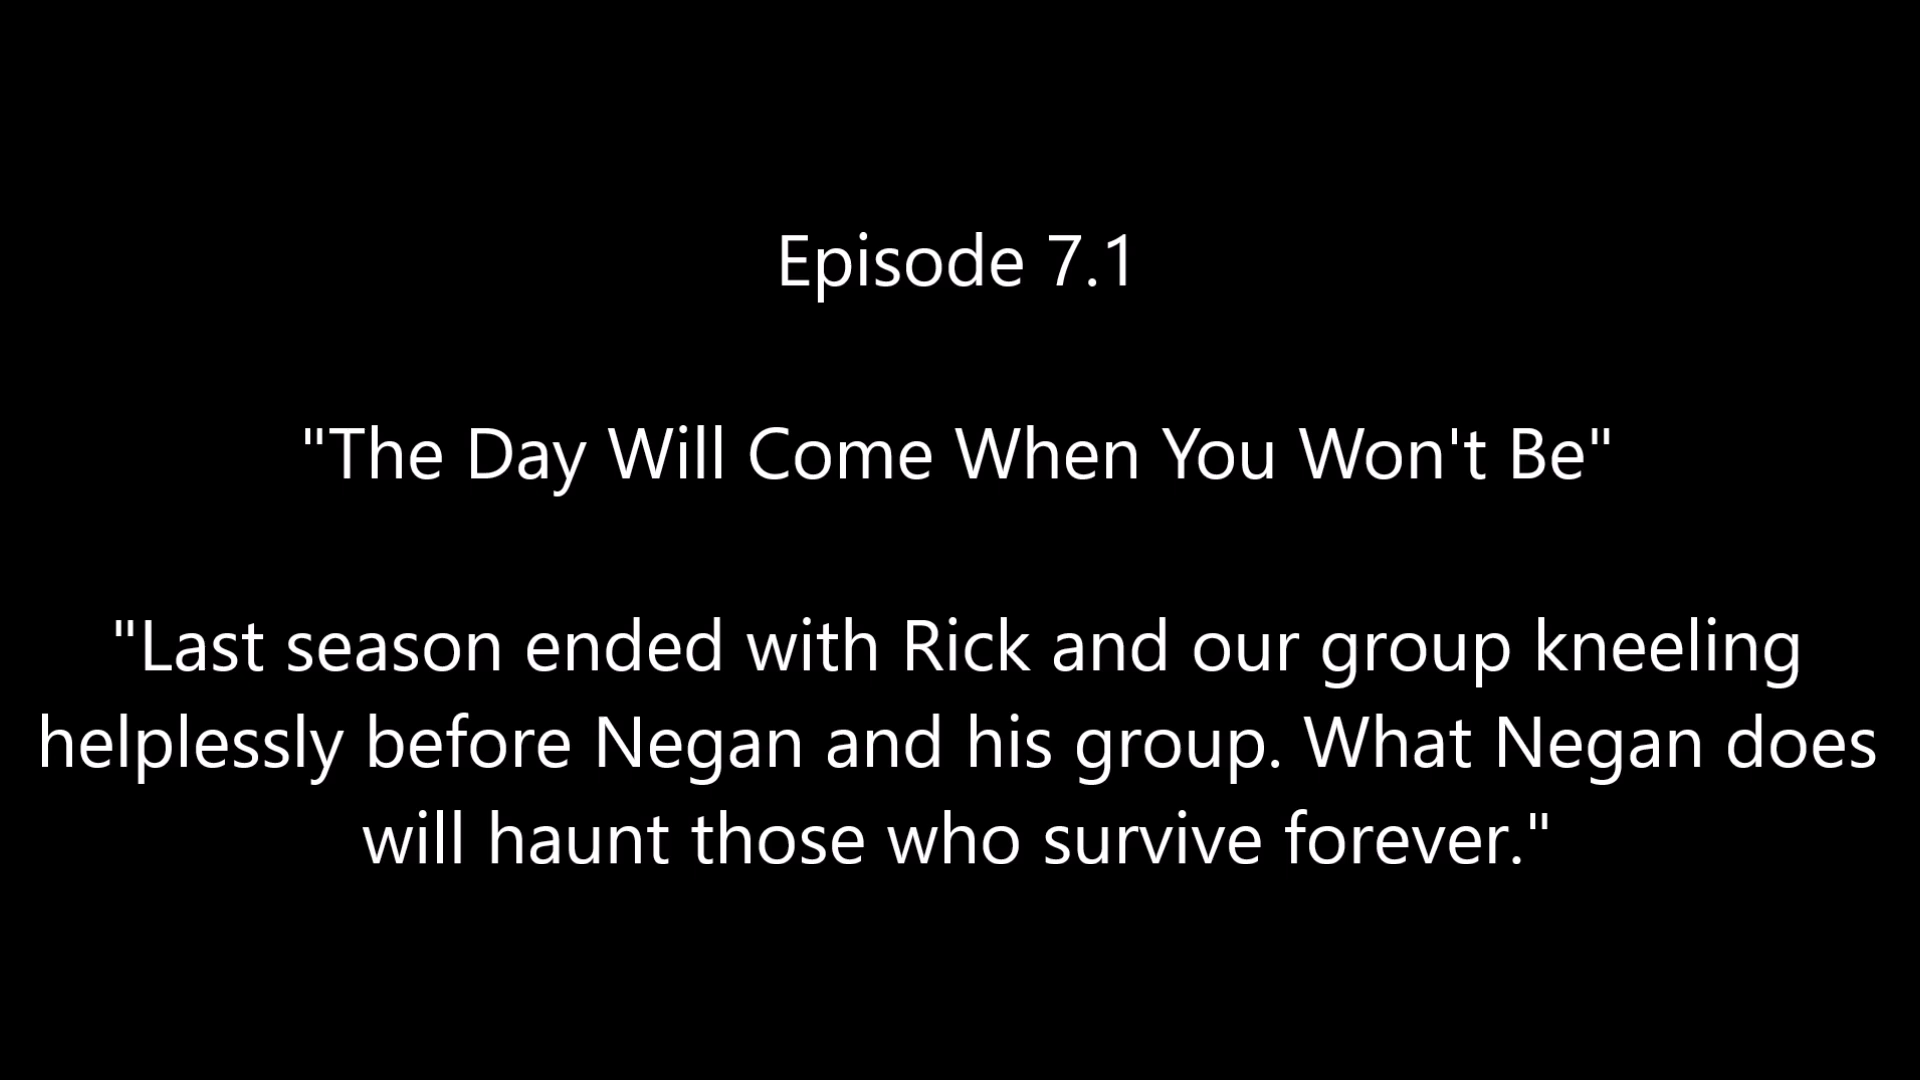 Episode 7.1
"The Day Will Come When You Won't Be"
"Last season ended with Rick and our group kneeling
helplessly before Negan and his group. What Negan does
will haunt those who survive forever."